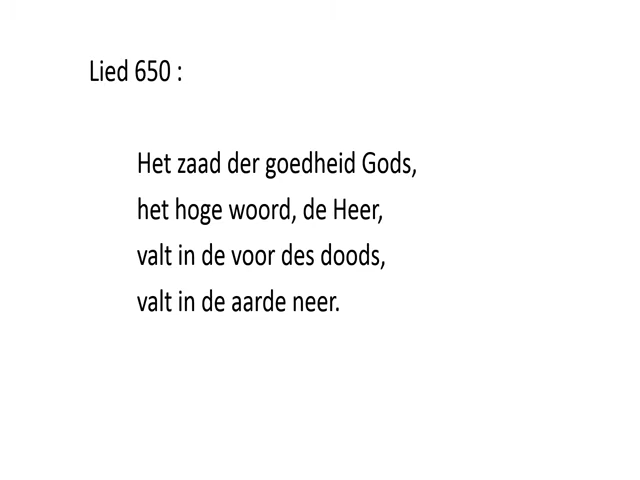 Lied 650 :
Het zaad der goedheid Gods,
het hoge woord, de Heer,
valt in de voor des doods,
valt in de aarde neer.